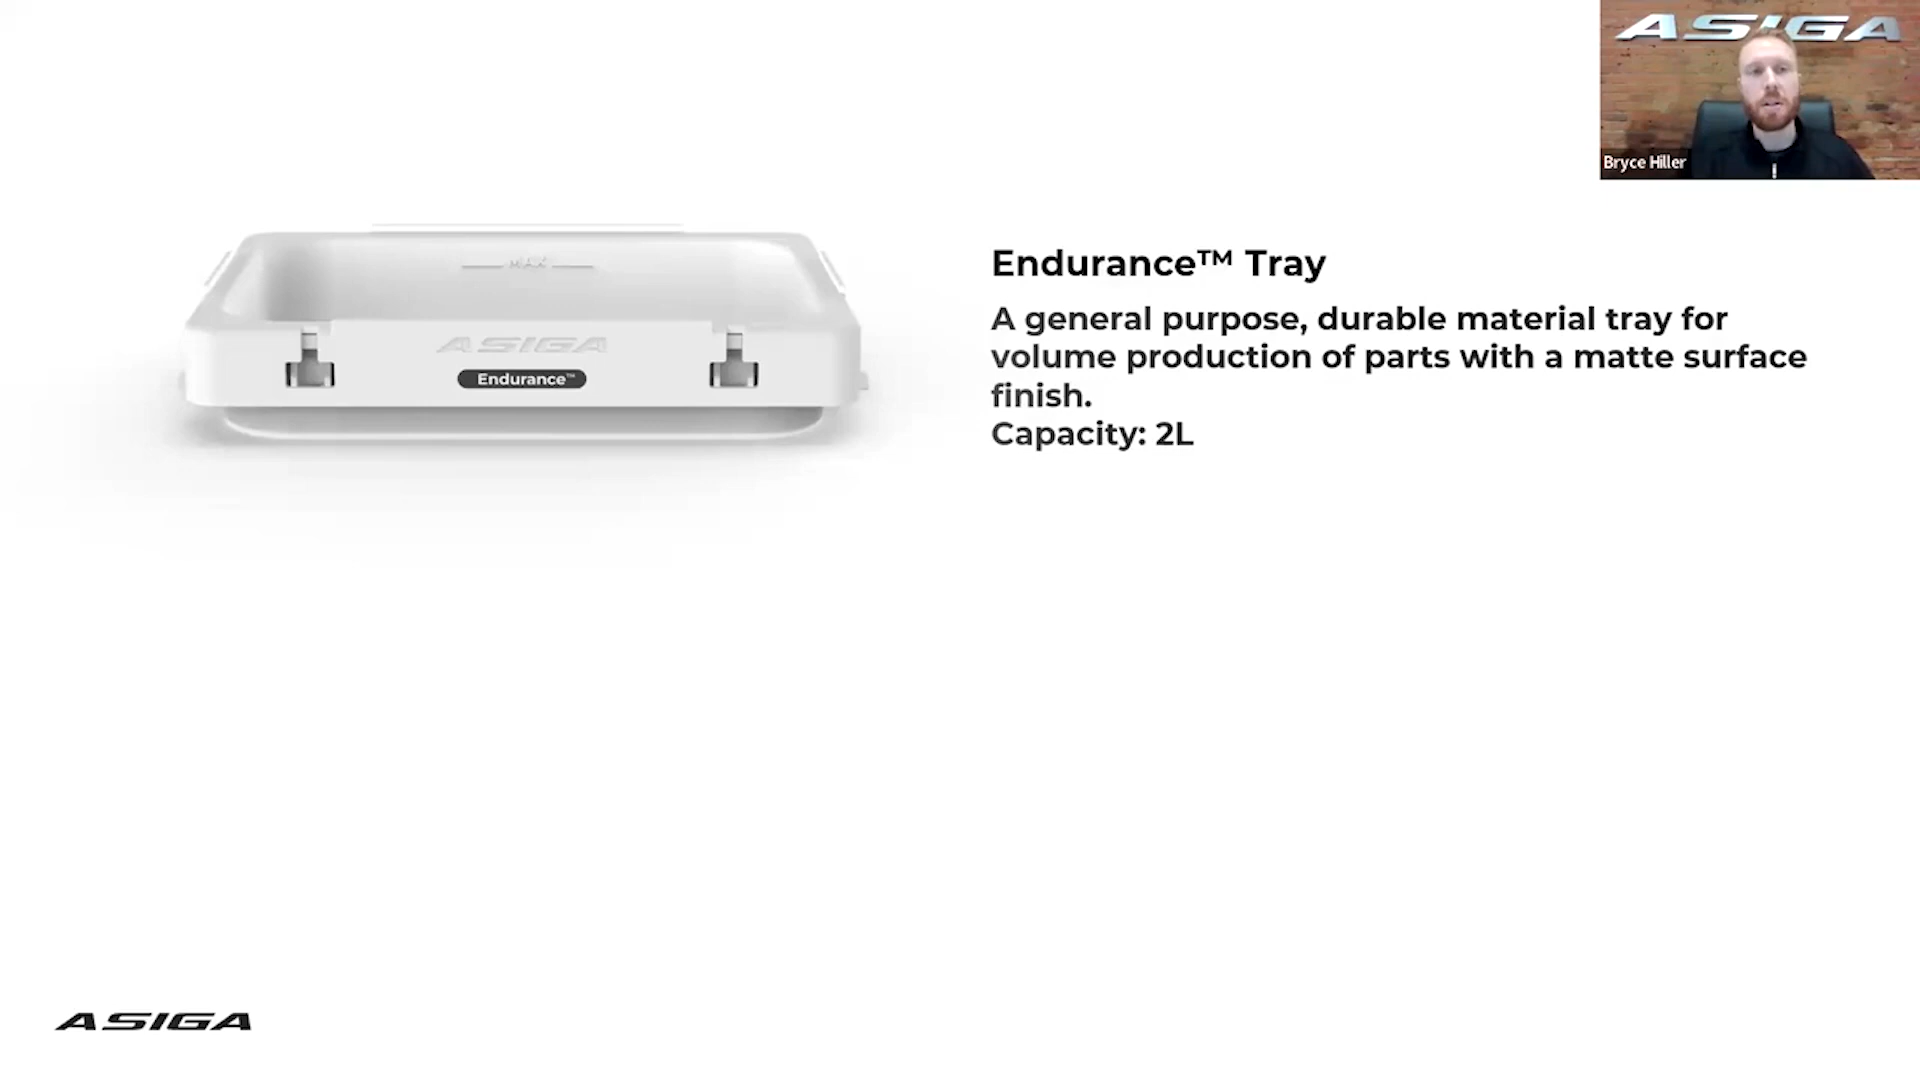 ASIGA
Bryce Hiller
MAX
ASIGA
Endurance™
Endurance™ Tray
A general purpose, durable material tray for
volume production of parts with a matte surface
finish.
Capacity: 2L
ASIGA